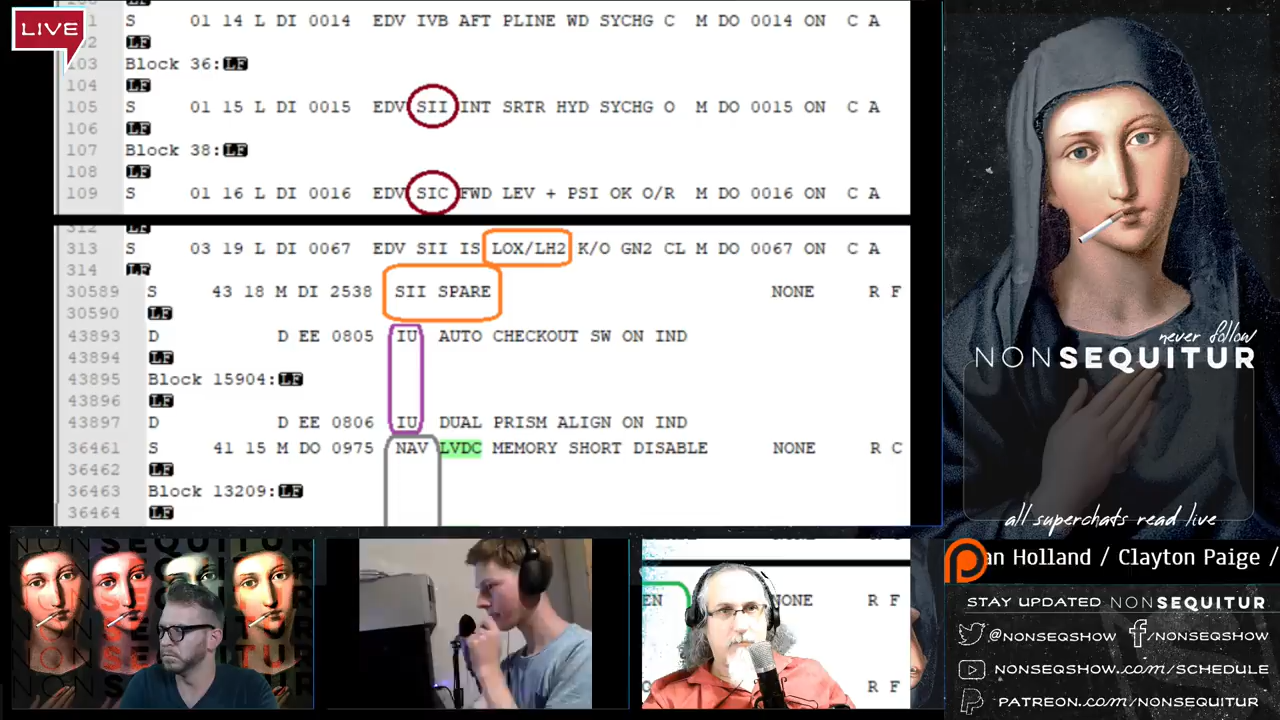 LIVE
S 01 14 L DI 0014 EDV IVB AFT PLINE WD SYCHG C M DO 0014 ON C A
LF
103 Block 36:LF
104 LF
105 S 01 15 L DI 0015 EDV SII INT SRTR HYD SYCHG O M DO 0015 ON C A
106 LF
107 Block 38:LF
108 LF
109 S 01 16 L DI 0016 EDV SIC FWD LEV + PSI OK O/R M DO 0016 ON C A
312 LF
313 S 03 19 L DI 0067 EDV SII IS LOX/LH2 K/O GN2 CL M DO 0067 ON C A
314 LF
30589 S 43 18 M DI 2538 SII SPARE NONE R F
30590 LF
43893 D D EE 0805 IU AUTO CHECKOUT SW ON IND
43894 LF
43895 Block 15904:LF
43896 LF
43897 D D EE 0806 IU DUAL PRISM ALIGN ON IND
36461 S 41 15 M DO 0975 NAV LVDC MEMORY SHORT DISABLE NONE R C
36462 LF
36463 Block 13209:LF
36464 LF
never follow
NONSEQUITUR
all superchats read live
EN NONE R F
R F
an Holland / Clayton Paige /
STAY UPDATED NONSEQUITUR
@NONSEQSHOW /NONSEQSHOW
NONSEQSHOW.com/SCHEDULE
PATREON.com/NONSEQUITUR